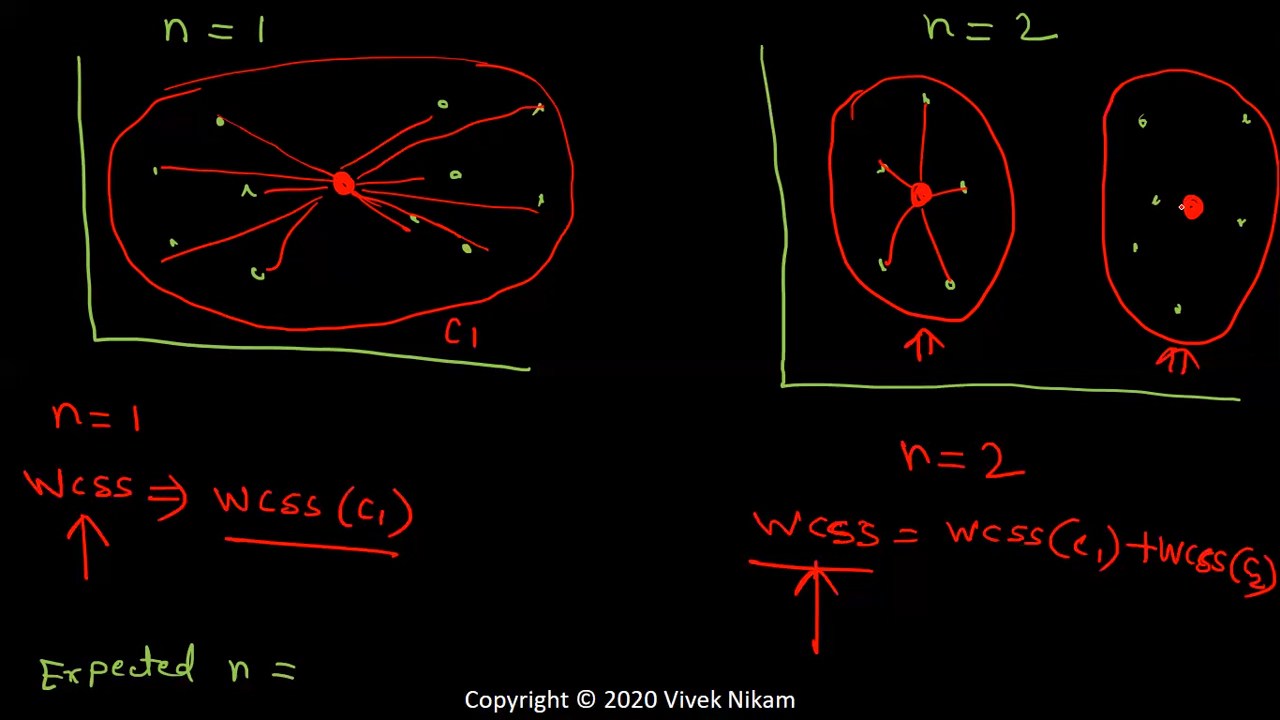 n = 1
n = 2
C1
n = 1
WCSS ⇒ WCSS (C1)
n = 2
WCSS = WCSS(C1) + WCSS(C2)
Expected n =
Copyright © 2020 Vivek Nikam